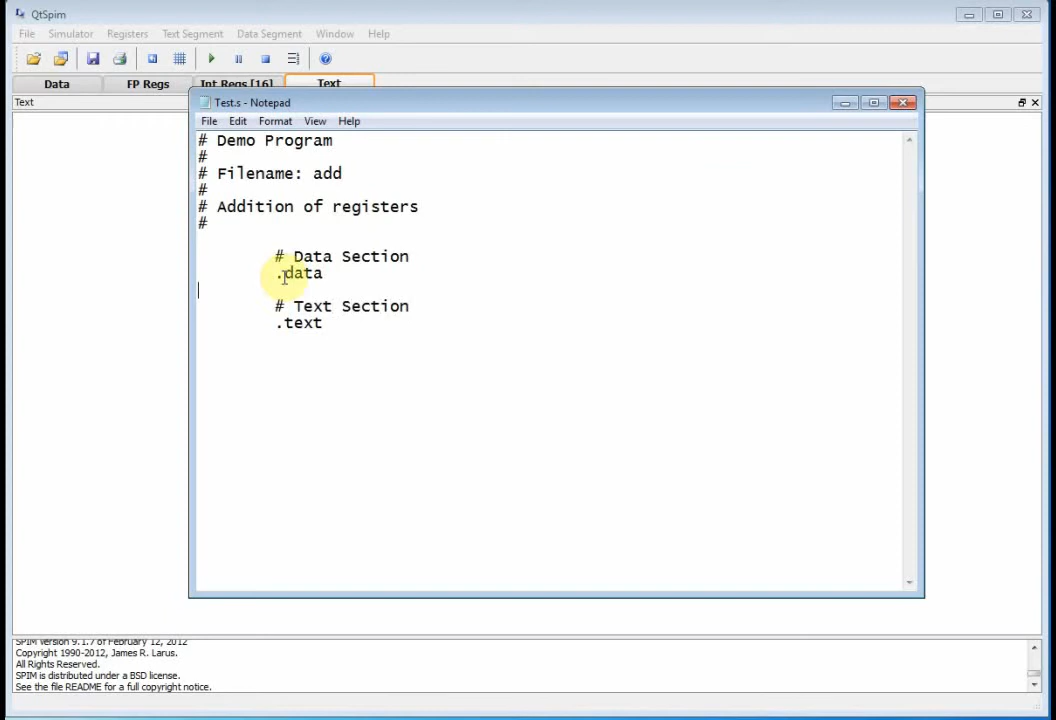 QtSpim
File Simulator Registers Text Segment Data Segment Window Help
Data FP Regs Int Regs [16] Text
Text
Test.s - Notepad
File Edit Format View Help
# Demo Program
#
# Filename: add
#
# Addition of registers
#
# Data Section
.data
# Text Section
.text
SPIM Version 9.1.7 of February 12, 2012
Copyright 1990-2012, James R. Larus.
All Rights Reserved.
SPIM is distributed under a BSD license.
See the file README for a full copyright notice.